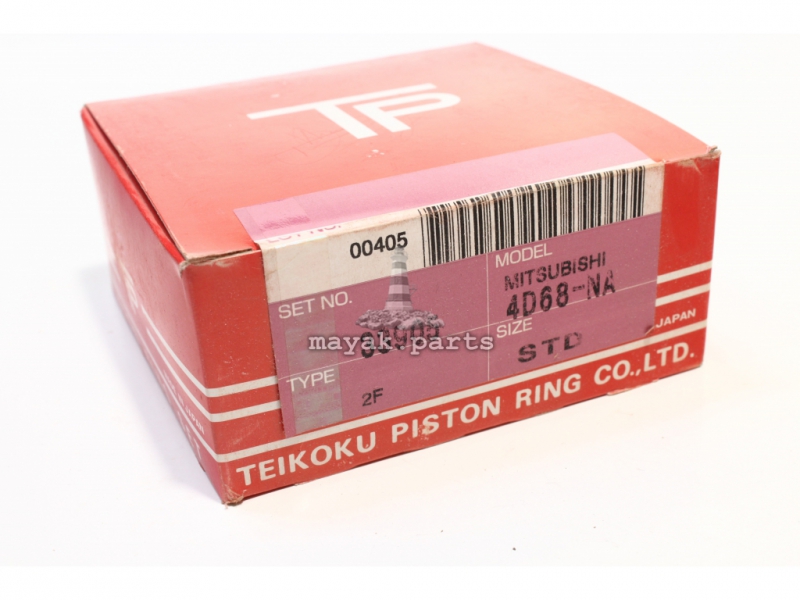 TP
00405
MODEL
MITSUBISHI
4D68-NA
SET NO.
SIZE
STD
mayak parts
TYPE
2F
JAPAN
TEIKOKU PISTON RING CO.,LTD.